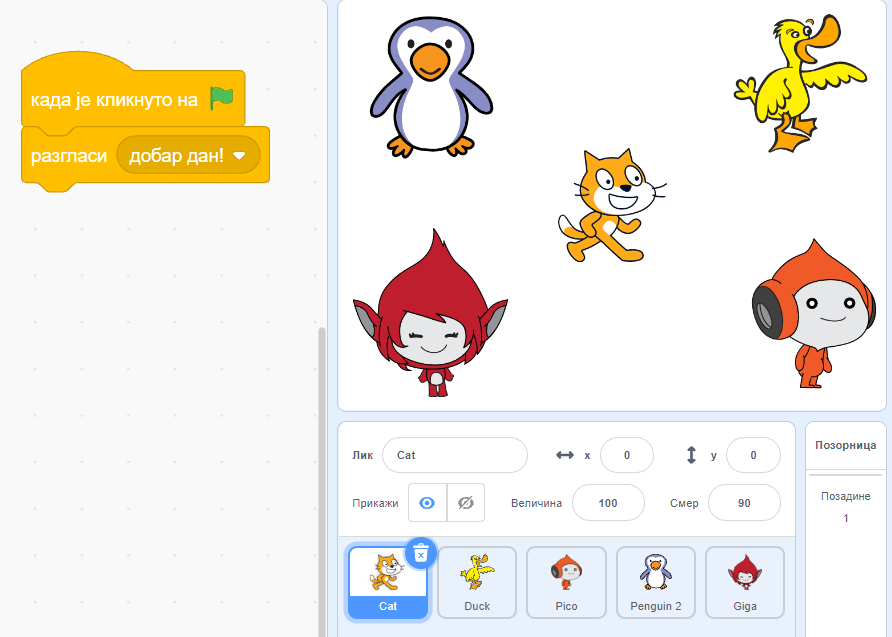 када је кликнуто на
разгласи добар дан!
Лик Cat x 0 y 0
Прикажи Величина 100 Смер 90
Cat Duck Pico Penguin 2 Giga
Позорница
Позадине
1